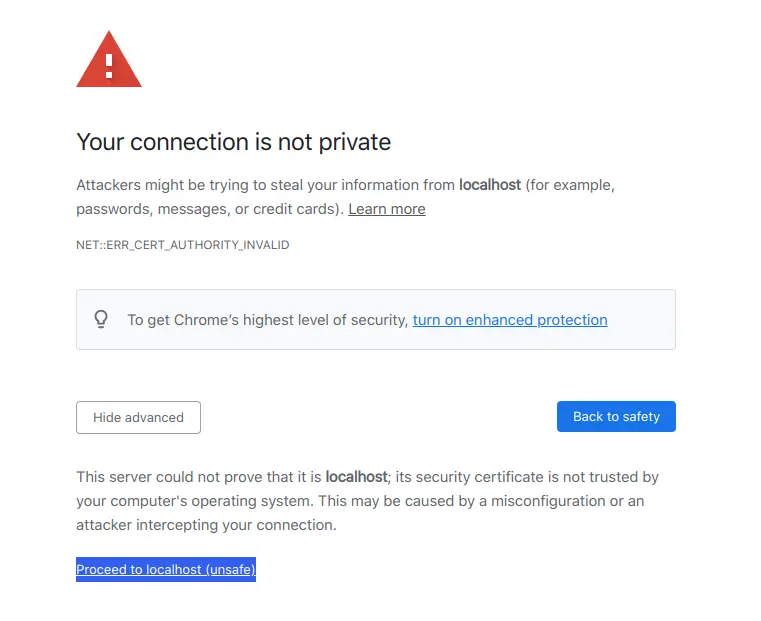 Your connection is not private
Attackers might be trying to steal your information from localhost (for example,
passwords, messages, or credit cards). Learn more
NET::ERR_CERT_AUTHORITY_INVALID
To get Chrome’s highest level of security, turn on enhanced protection
Hide advanced
Back to safety
This server could not prove that it is localhost; its security certificate is not trusted by
your computer's operating system. This may be caused by a misconfiguration or an
attacker intercepting your connection.
Proceed to localhost (unsafe)